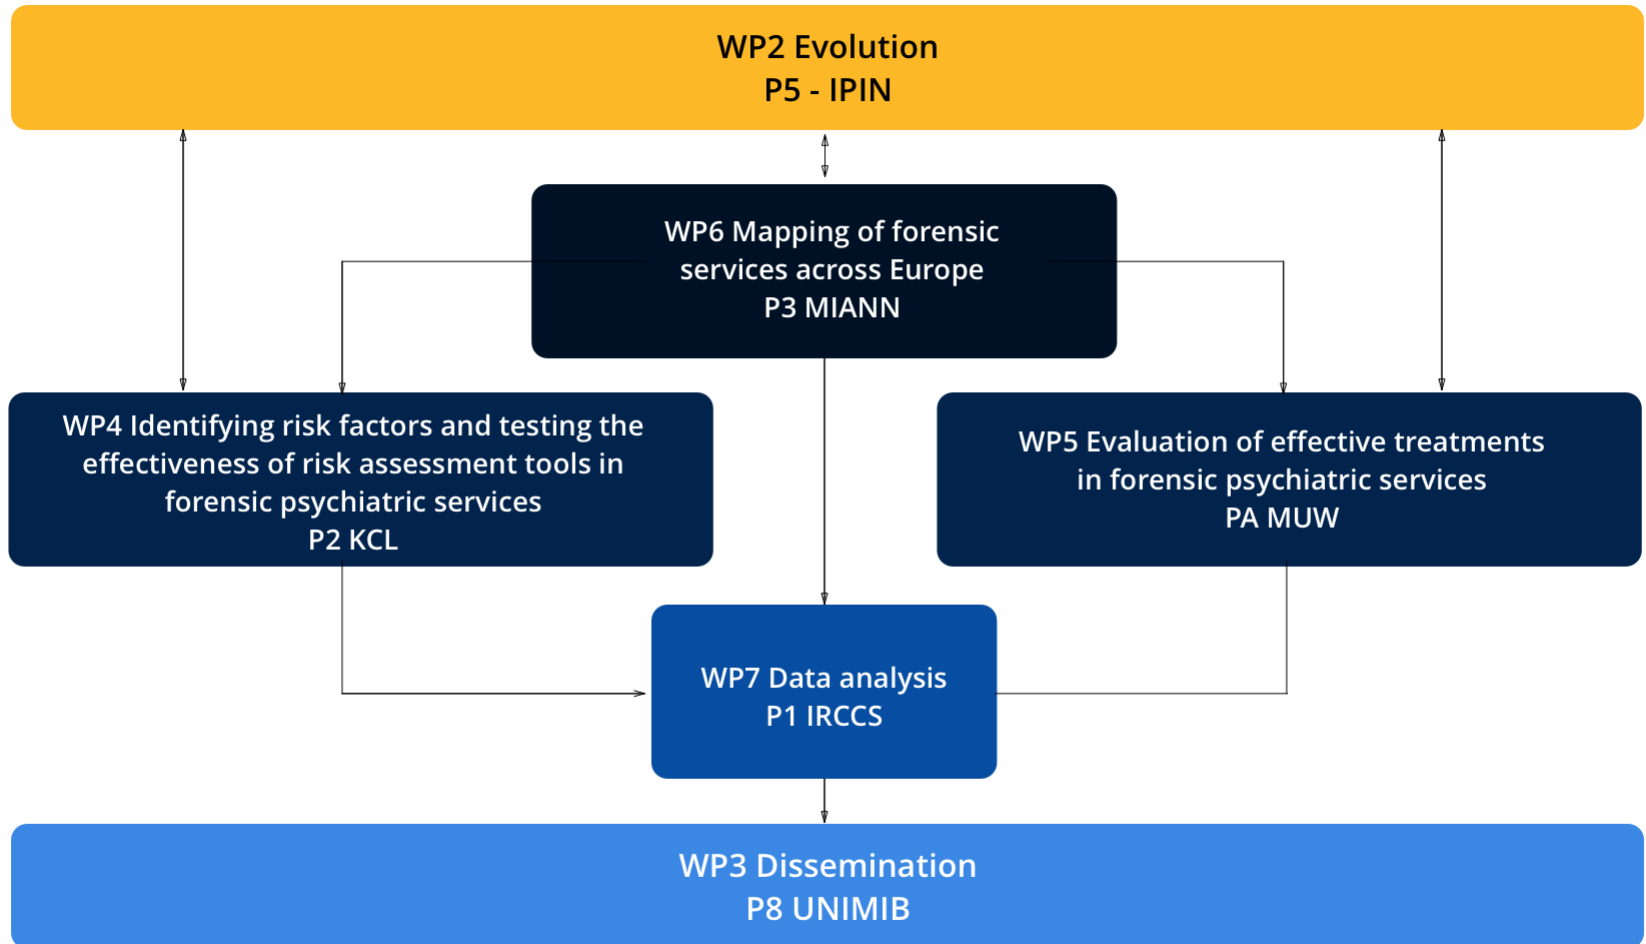 WP2 Evolution
P5 - IPIN
WP6 Mapping of forensic
services across Europe
P3 MIANN
WP4 Identifying risk factors and testing the
effectiveness of risk assessment tools in
forensic psychiatric services
P2 KCL
WP5 Evaluation of effective treatments
in forensic psychiatric services
PA MUW
WP7 Data analysis
P1 IRCCS
WP3 Dissemination
P8 UNIMIB